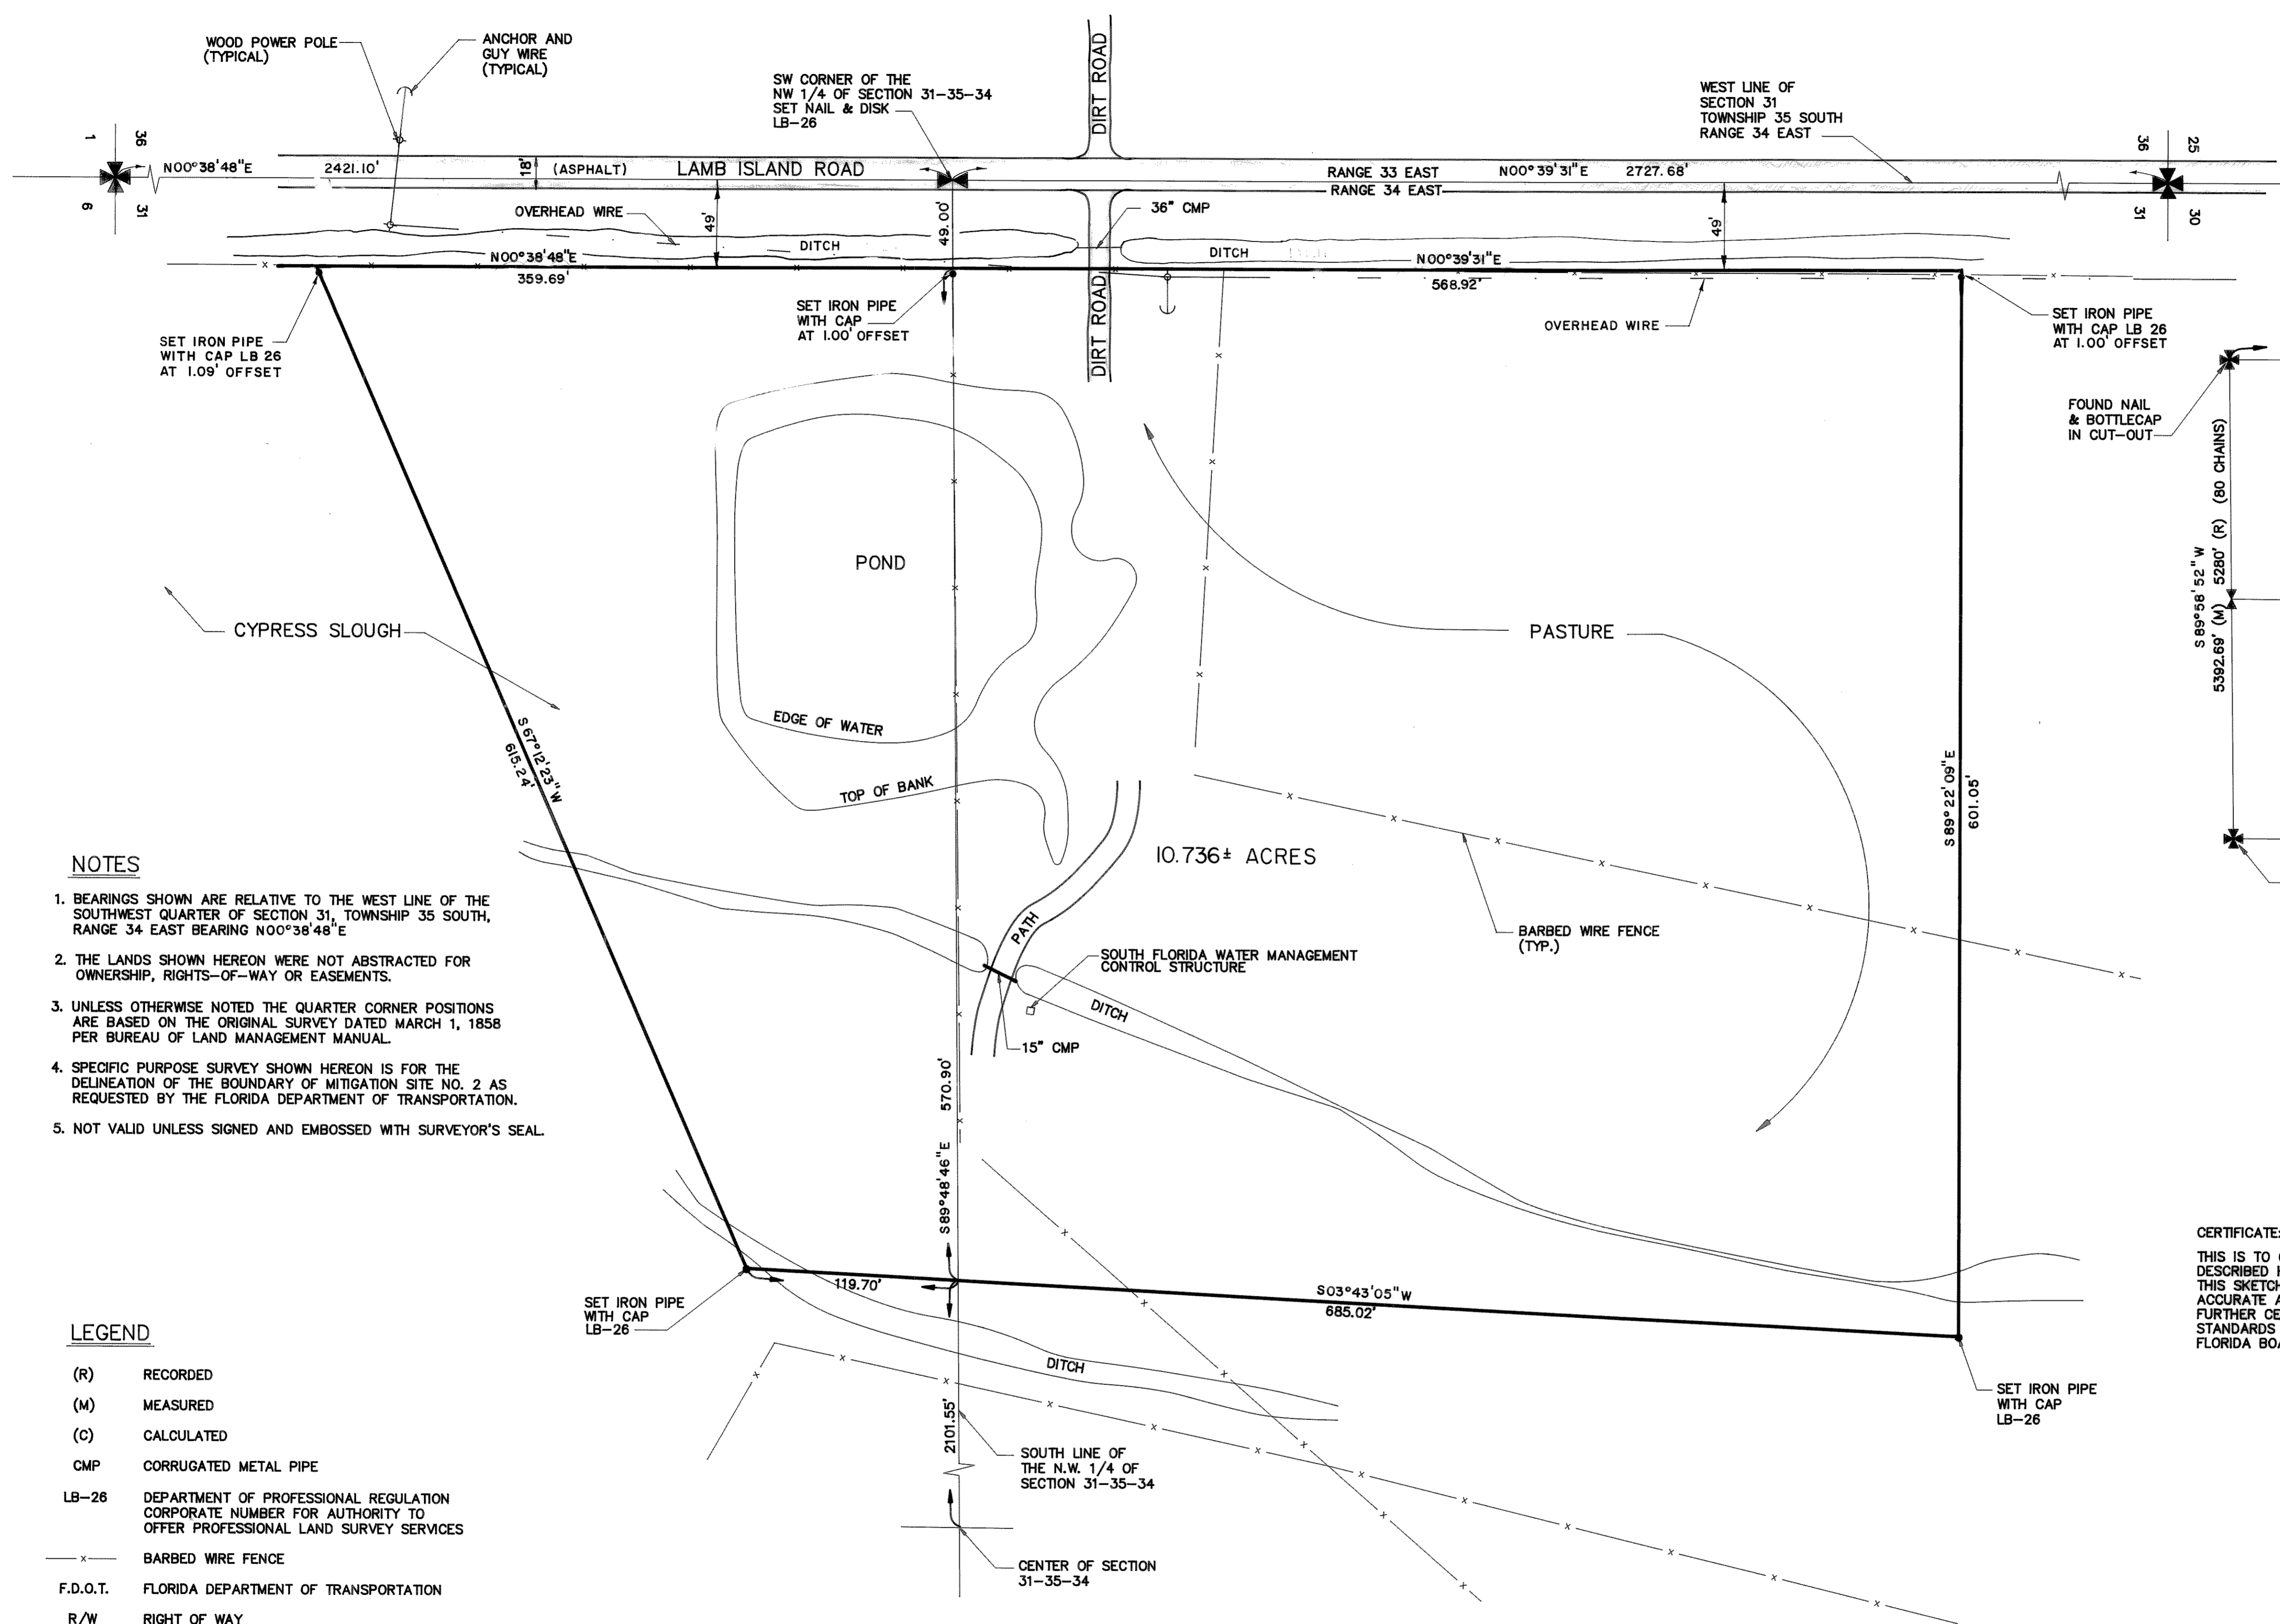 WOOD POWER POLE
(TYPICAL)
ANCHOR AND
GUY WIRE
(TYPICAL)
SW CORNER OF THE
NW 1/4 OF SECTION 31-35-34
SET NAIL & DISK
LB-26
DIRT ROAD
WEST LINE OF
SECTION 31
TOWNSHIP 35 SOUTH
RANGE 34 EAST
1
36
6
31
N00°38'48"E
2421.10'
18'
(ASPHALT)
LAMB ISLAND ROAD
RANGE 33 EAST
N00°39'31"E
2727.68'
RANGE 34 EAST
36
25
31
30
OVERHEAD WIRE
49'
DITCH
49.00'
36" CMP
DITCH
49'
N00°38'48"E
359.69'
N00°39'31"E
568.92'
SET IRON PIPE
WITH CAP LB 26
AT 1.09' OFFSET
SET IRON PIPE
WITH CAP
AT 1.00' OFFSET
DIRT ROAD
OVERHEAD WIRE
SET IRON PIPE
WITH CAP LB 26
AT 1.00' OFFSET
FOUND NAIL
& BOTTLECAP
IN CUT-OUT
S89°58'52"W
5392.69' (M) 5280' (R) (80 CHAINS)
CYPRESS SLOUGH
POND
PASTURE
EDGE OF WATER
TOP OF BANK
S67°12'23"W
615.24'
S89°22'09"E
601.05'
10.736± ACRES
PATH
BARBED WIRE FENCE
(TYP.)
SOUTH FLORIDA WATER MANAGEMENT
CONTROL STRUCTURE
DITCH
15" CMP
570.90'
S89°48'46"E
NOTES
1. BEARINGS SHOWN ARE RELATIVE TO THE WEST LINE OF THE
SOUTHWEST QUARTER OF SECTION 31, TOWNSHIP 35 SOUTH,
RANGE 34 EAST BEARING N00°38'48"E
2. THE LANDS SHOWN HEREON WERE NOT ABSTRACTED FOR
OWNERSHIP, RIGHTS-OF-WAY OR EASEMENTS.
3. UNLESS OTHERWISE NOTED THE QUARTER CORNER POSITIONS
ARE BASED ON THE ORIGINAL SURVEY DATED MARCH 1, 1858
PER BUREAU OF LAND MANAGEMENT MANUAL.
4. SPECIFIC PURPOSE SURVEY SHOWN HEREON IS FOR THE
DELINEATION OF THE BOUNDARY OF MITIGATION SITE NO. 2 AS
REQUESTED BY THE FLORIDA DEPARTMENT OF TRANSPORTATION.
5. NOT VALID UNLESS SIGNED AND EMBOSSED WITH SURVEYOR'S SEAL.
119.70'
S03°43'05"W
685.02'
SET IRON PIPE
WITH CAP
LB-26
DITCH
2101.55'
SOUTH LINE OF
THE N.W. 1/4 OF
SECTION 31-35-34
CENTER OF SECTION
31-35-34
SET IRON PIPE
WITH CAP
LB-26
CERTIFICATE:
THIS IS TO
DESCRIBED
THIS SKETCH
ACCURATE
FURTHER
STANDARDS
FLORIDA
LEGEND
(R) RECORDED
(M) MEASURED
(C) CALCULATED
CMP CORRUGATED METAL PIPE
LB-26 DEPARTMENT OF PROFESSIONAL REGULATION
CORPORATE NUMBER FOR AUTHORITY TO
OFFER PROFESSIONAL LAND SURVEY SERVICES
x BARBED WIRE FENCE
F.D.O.T. FLORIDA DEPARTMENT OF TRANSPORTATION
R/W RIGHT OF WAY